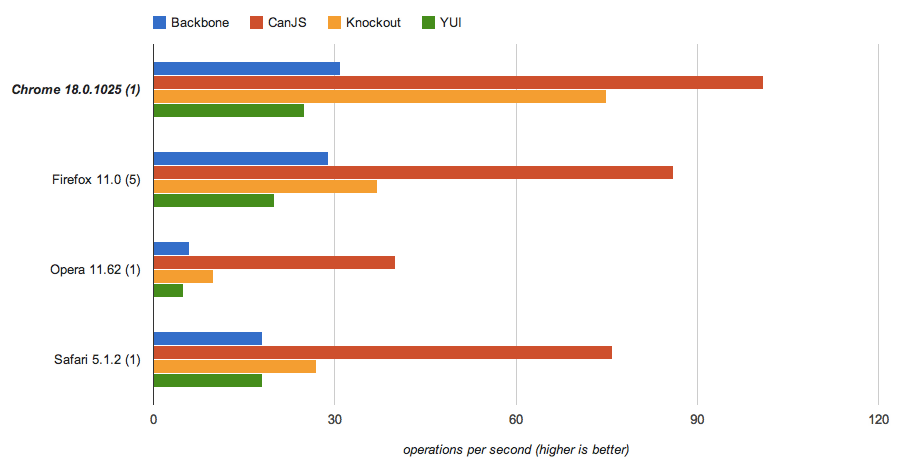 Backbone CanJS Knockout YUI
Chrome 18.0.1025 (1)
Firefox 11.0 (5)
Opera 11.62 (1)
Safari 5.1.2 (1)
0 30 60 90 120
operations per second (higher is better)